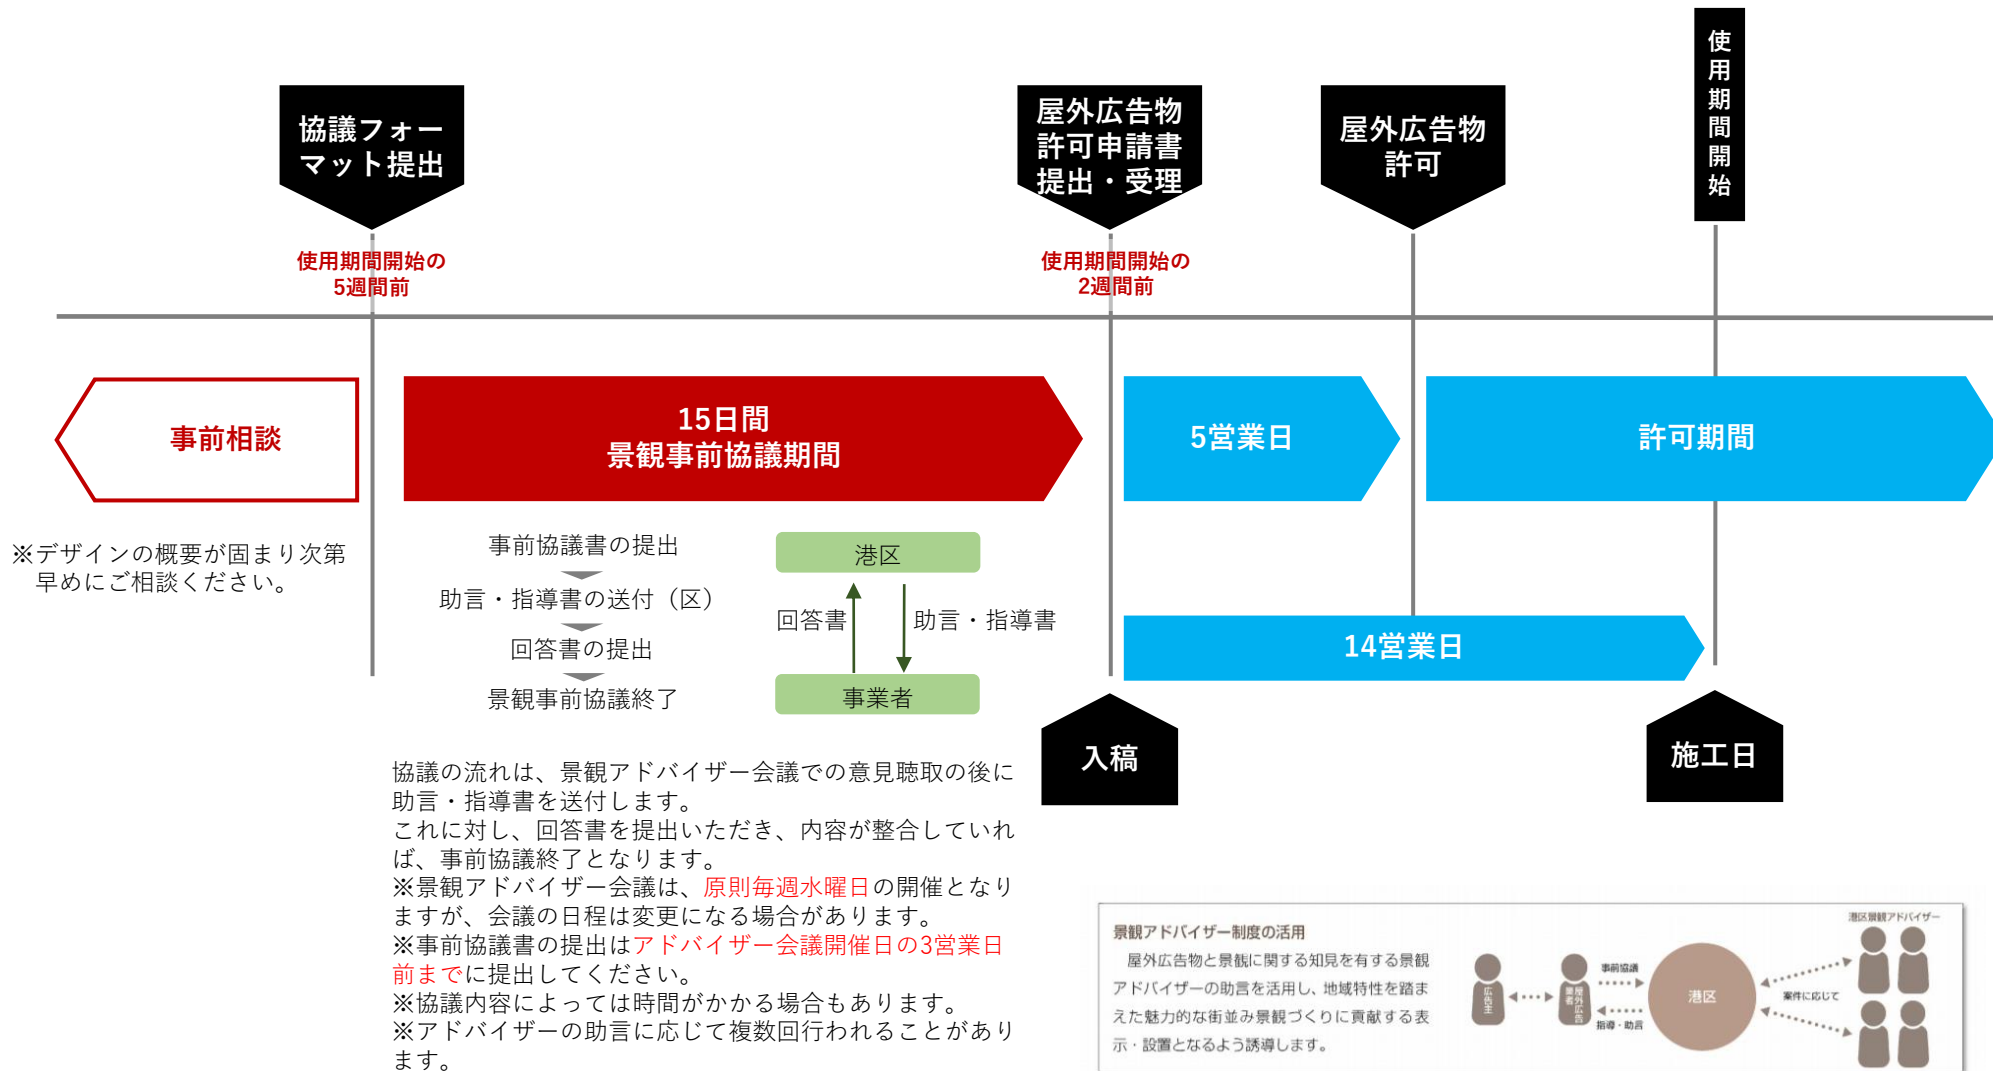 使用期間開始
協議フォー
マット提出
屋外広告物
許可申請書
提出・受理
屋外広告物
許可
使用期間開始の
5週間前
使用期間開始の
2週間前
事前相談
15日間
景観事前協議期間
5営業日
許可期間
※デザインの概要が固まり次第
早めにご相談ください。
事前協議書の提出
助言・指導書の送付（区）
回答書の提出
景観事前協議終了
港区
回答書
助言・指導書
事業者
14営業日
入稿
施工日
協議の流れは、景観アドバイザー会議での意見聴取の後に
助言・指導書を送付します。
これに対し、回答書を提出いただき、内容が整合していれ
ば、事前協議終了となります。
※景観アドバイザー会議は、原則毎週水曜日の開催となり
ますが、会議の日程は変更になる場合があります。
※事前協議書の提出はアドバイザー会議開催日の3営業日
前までに提出してください。
※協議内容によっては時間がかかる場合もあります。
※アドバイザーの助言に応じて複数回行われることがあり
ます。
景観アドバイザー制度の活用
屋外広告物と景観に関する知見を有する景観
アドバイザーの助言を活用し、地域特性を踏ま
えた魅力的な街並み景観づくりに貢献する表
示・設置となるよう誘導します。
広告主
屋外広告
業者
事前協議
指導・助言
港区
案件に応じて
港区景観アドバイザー